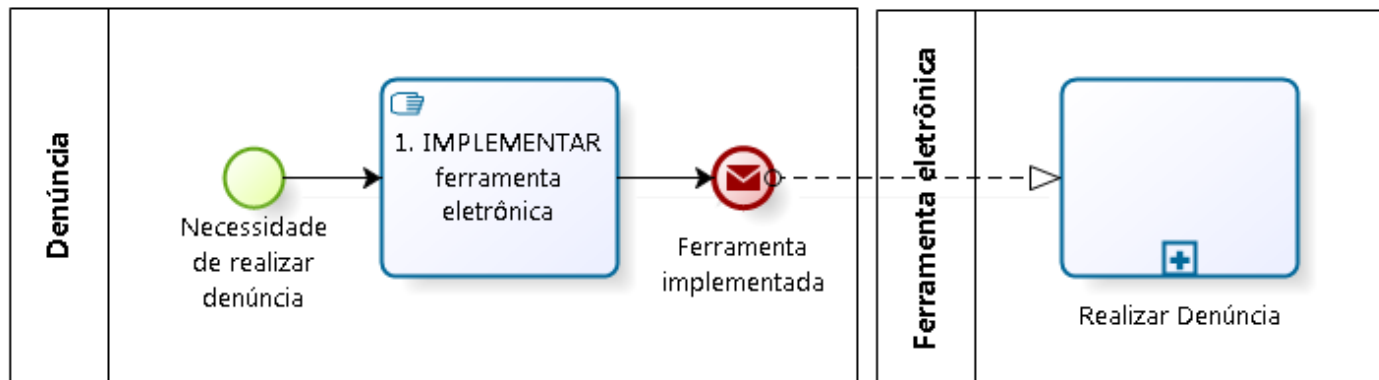 Denúncia
Necessidade
de realizar
denúncia
1. IMPLEMENTAR
ferramenta
eletrônica
Ferramenta
implementada
Ferramenta eletrônica
Realizar Denúncia